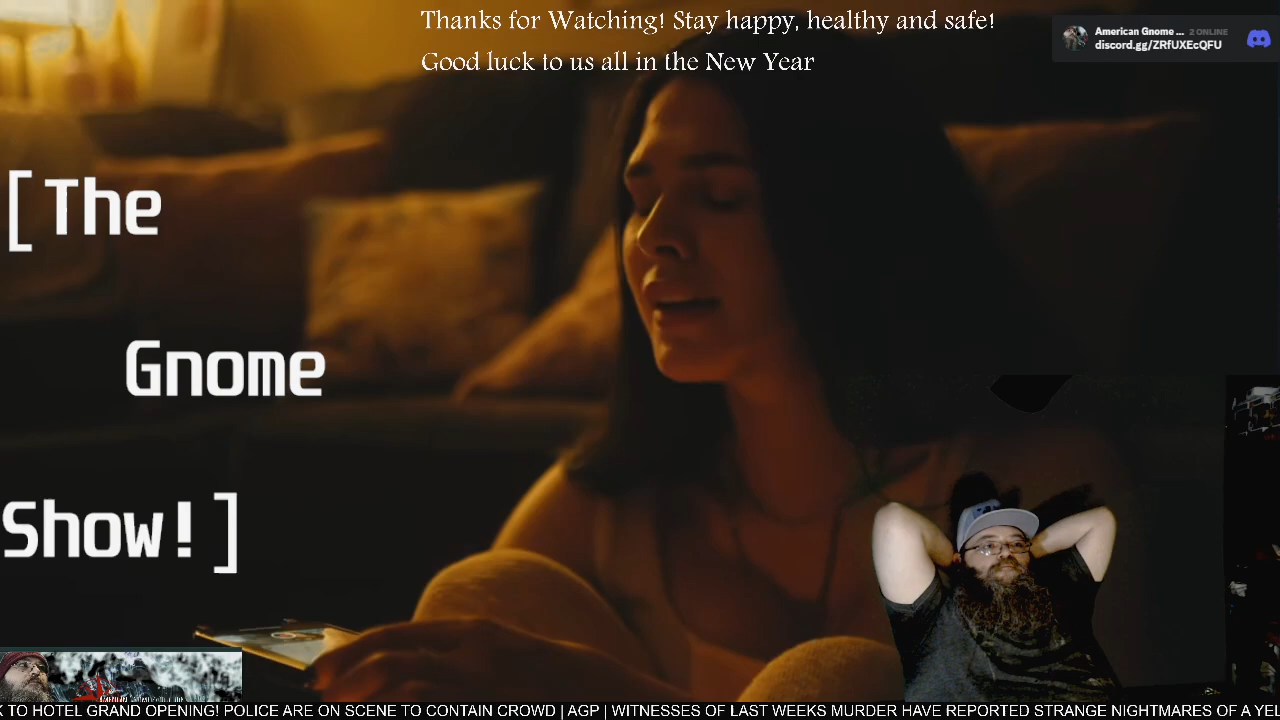 Thanks for Watching! Stay happy, healthy and safe!
Good luck to us all in the New Year
American Gnome ... 2 ONLINE
discord.gg/ZRfUXEcQFU
[The
Gnome
Show!]
K TO HOTEL GRAND OPENING! POLICE ARE ON SCENE TO CONTAIN CROWD | AGP | WITNESSES OF LAST WEEKS MURDER HAVE REPORTED STRANGE NIGHTMARES OF A YEL